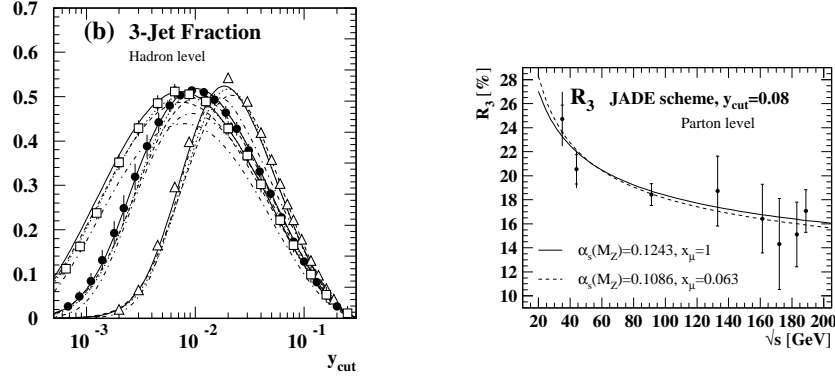 (b) 3-Jet Fraction
Hadron level
0.6
0.5
0.4
0.3
0.2
0.1
0
10⁻³ 10⁻² 10⁻¹
y_cut
R₃ [%]
28
26
24
22
20
18
16
14
12
10
R₃ JADE scheme, y_cut=0.08
Parton level
α_s(M_Z)=0.1243, x_μ=1
α_s(M_Z)=0.1086, x_μ=0.063
20 40 60 80 100 120 140 160 180 200
√s [GeV]